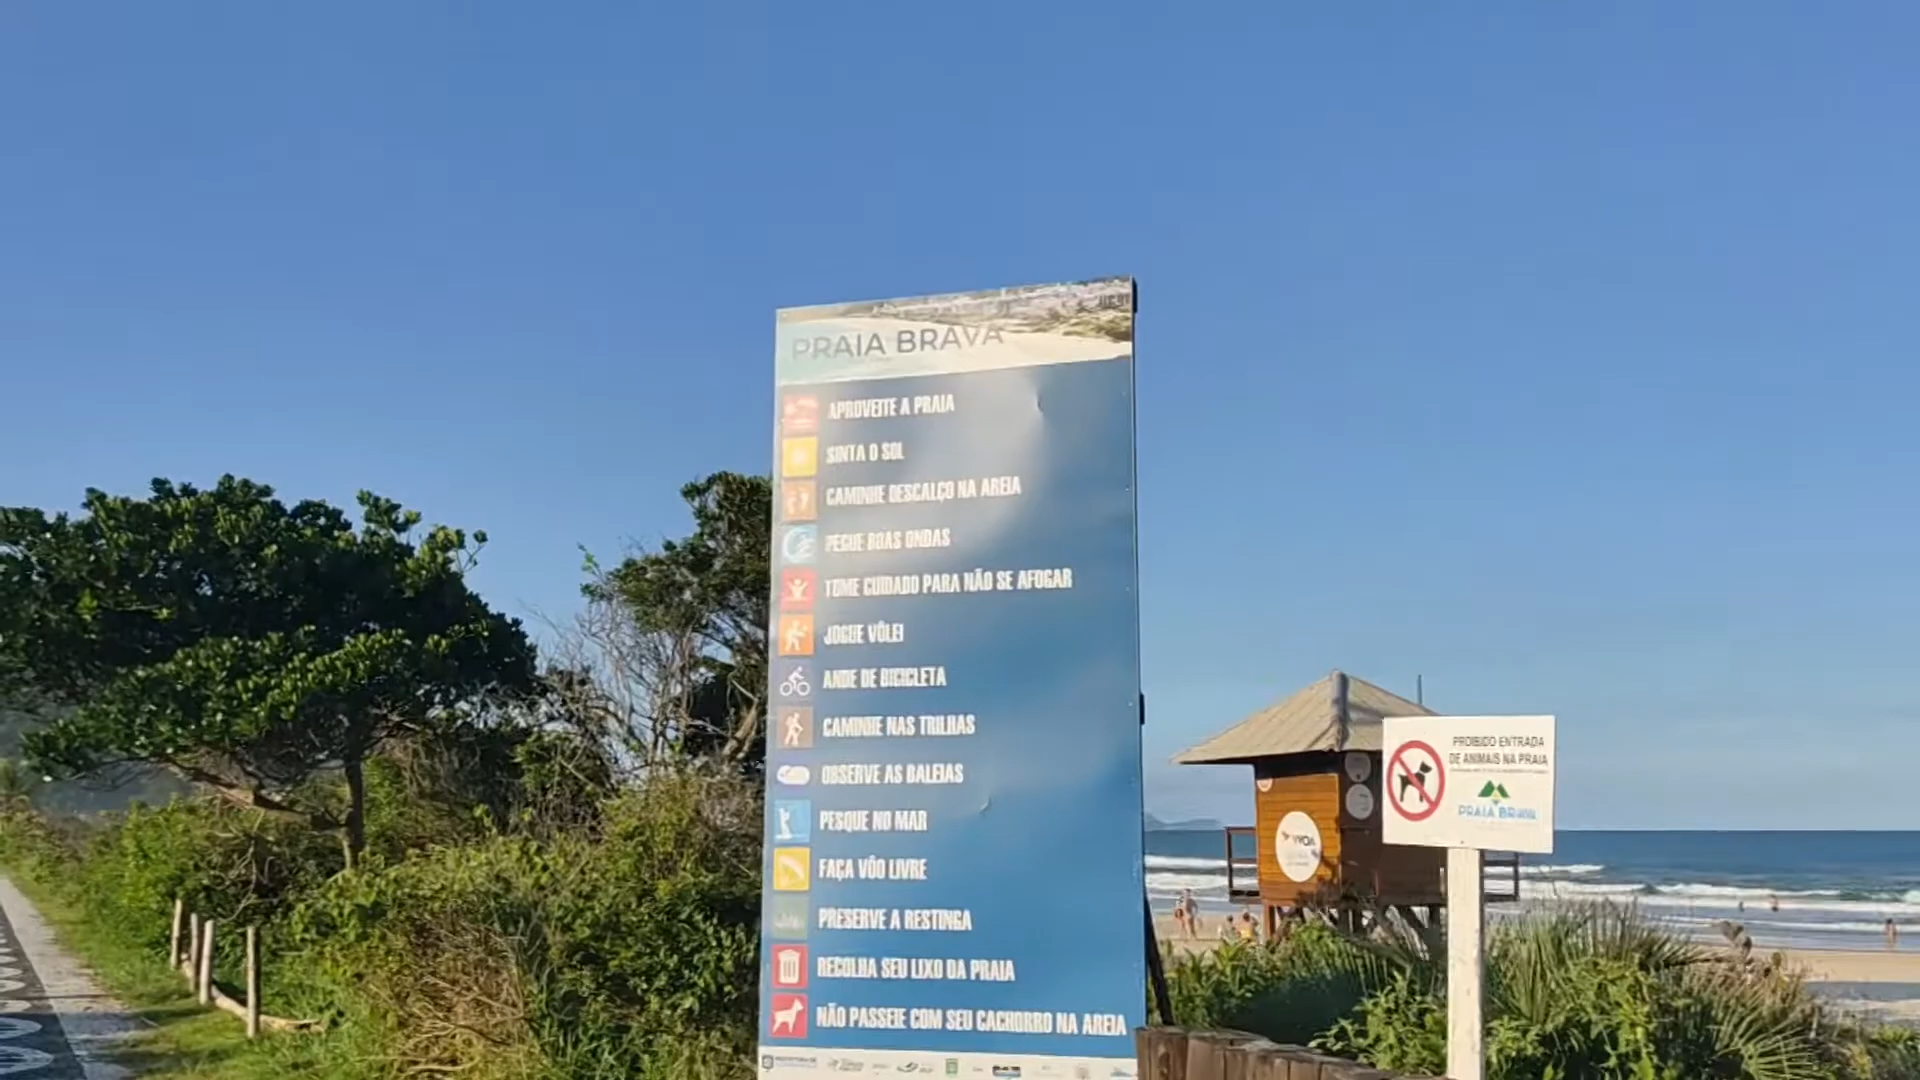 PRAIA BRAVA
APROVEITE A PRAIA
SINTA O SOL
CAMINHE DESCALÇO NA AREIA
PEGUE BOAS ONDAS
TOME CUIDADO PARA NÃO SE AFOGAR
JOGUE VÔLEI
ANDE DE BICICLETA
CAMINHE NAS TRILHAS
OBSERVE AS BALEIAS
PESQUE NO MAR
FAÇA VÔO LIVRE
PRESERVE A RESTINGA
RECOLHA SEU LIXO DA PRAIA
NÃO PASSEIE COM SEU CACHORRO NA AREIA
PROIBIDO ENTRADA
DE ANIMAIS NA PRAIA
PRAIA BRAVA